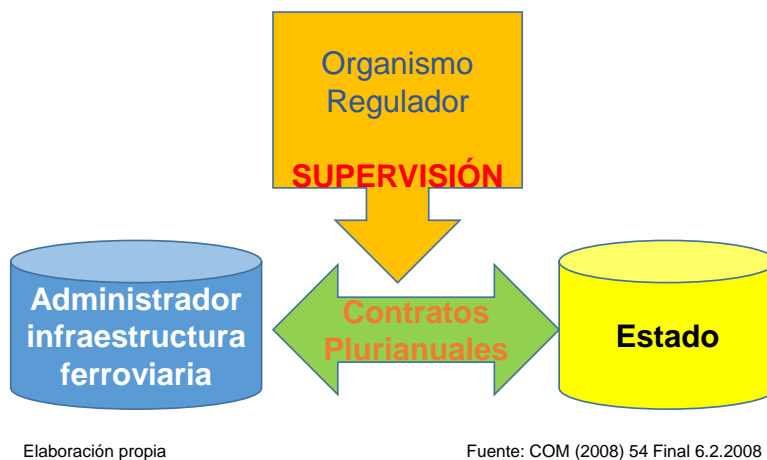 Organismo
Regulador
SUPERVISIÓN
Administrador
infraestructura
ferroviaria
Contratos
Plurianuales
Estado
Elaboración propia
Fuente: COM (2008) 54 Final 6.2.2008